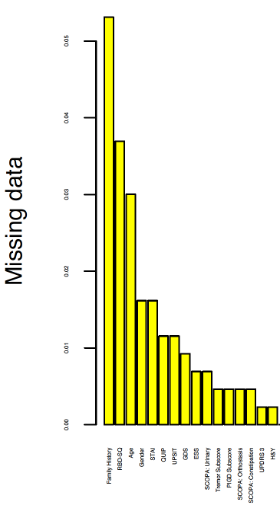 Missing data
0.05
0.04
0.03
0.02
0.01
0.00
Family History
RBD-SQ
Age
Gender
STAI
QUIP
UPSIT
GDS
ESS
SCOPA: Urinary
Tremor Subscore
PIGD Subscore
SCOPA: Orthostasis
SCOPA: Constipation
UPDRS 3
H&Y